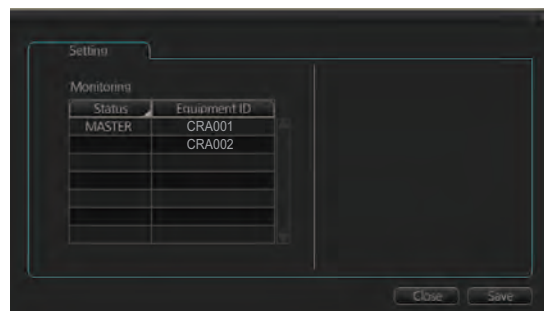 Setting
Monitoring
Status Equipment ID
MASTER CRA001
CRA002
Close Save